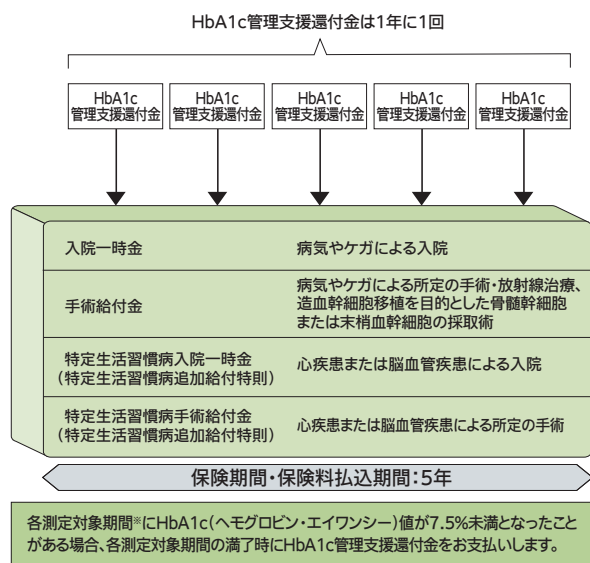 HbA1c管理支援還付金は1年に1回
HbA1c
管理支援還付金
HbA1c
管理支援還付金
HbA1c
管理支援還付金
HbA1c
管理支援還付金
HbA1c
管理支援還付金
入院一時金
病気やケガによる入院
手術給付金
病気やケガによる所定の手術・放射線治療、
造血幹細胞移植を目的とした骨髄幹細胞
または末梢血幹細胞の採取術
特定生活習慣病入院一時金
(特定生活習慣病追加給付特則)
心疾患または脳血管疾患による入院
特定生活習慣病手術給付金
(特定生活習慣病追加給付特則)
心疾患または脳血管疾患による所定の手術
保険期間・保険料払込期間:5年
各測定対象期間※にHbA1c(ヘモグロビン・エイワンシー)値が7.5%未満となったこと
がある場合、各測定対象期間の満了時にHbA1c管理支援還付金をお支払いします。